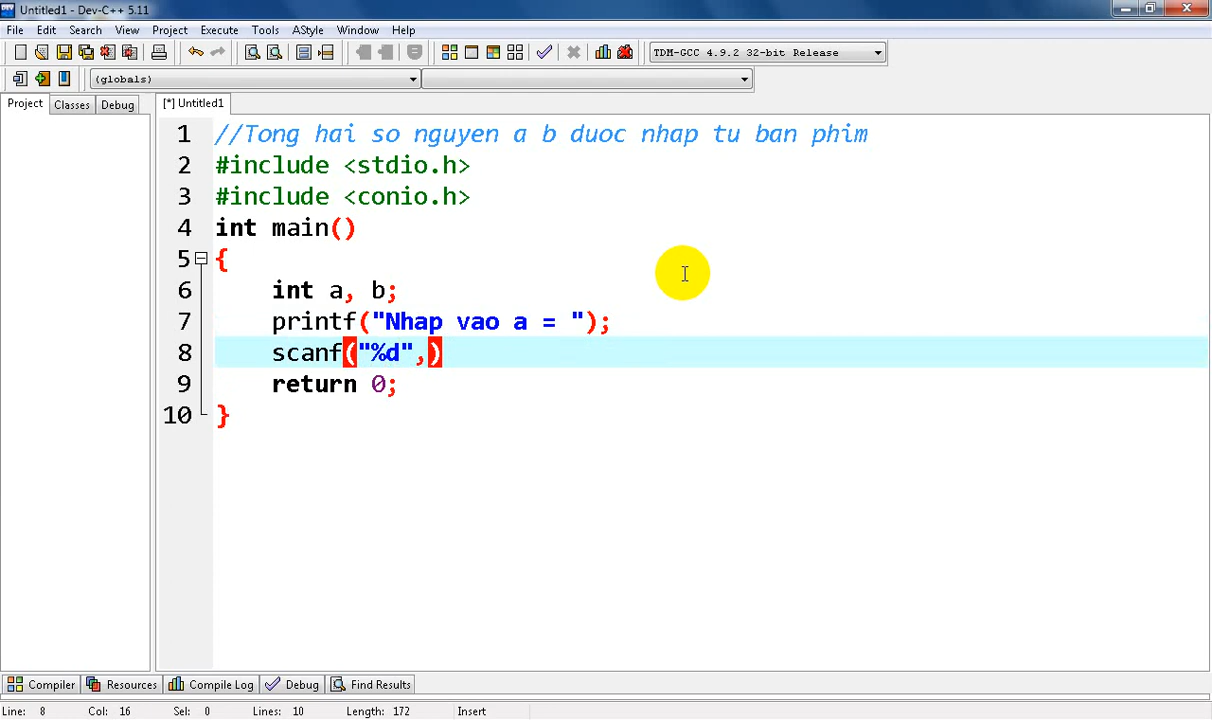 Untitled1 - Dev-C++ 5.11
File Edit Search View Project Execute Tools AStyle Window Help
TDM-GCC 4.9.2 32-bit Release
(globals)
Project Classes Debug [*] Untitled1
1 //Tong hai so nguyen a b duoc nhap tu ban phim
2 #include <stdio.h>
3 #include <conio.h>
4 int main()
5 {
6 int a, b;
7 printf("Nhap vao a = ");
8 scanf("%d",)
9 return 0;
10 }
Compiler Resources Compile Log Debug Find Results
Line: 8 Col: 16 Sel: 0 Lines: 10 Length: 172 Insert